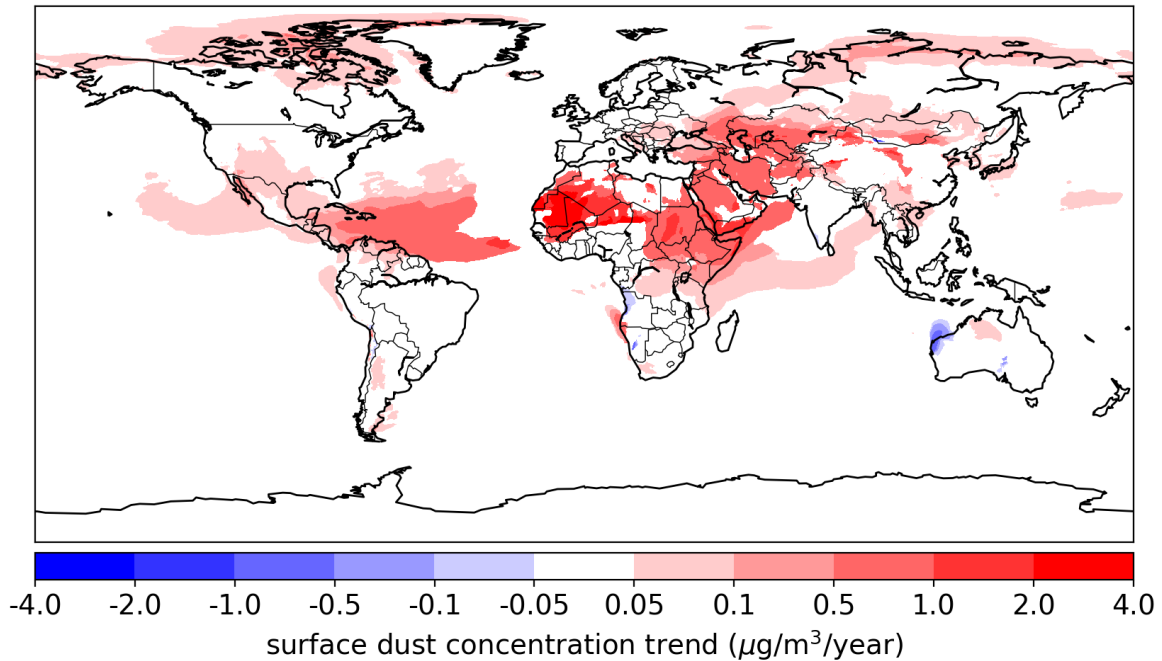 -4.0 -2.0 -1.0 -0.5 -0.1 -0.05 0.05 0.1 0.5 1.0 2.0 4.0
surface dust concentration trend (μg/m³/year)